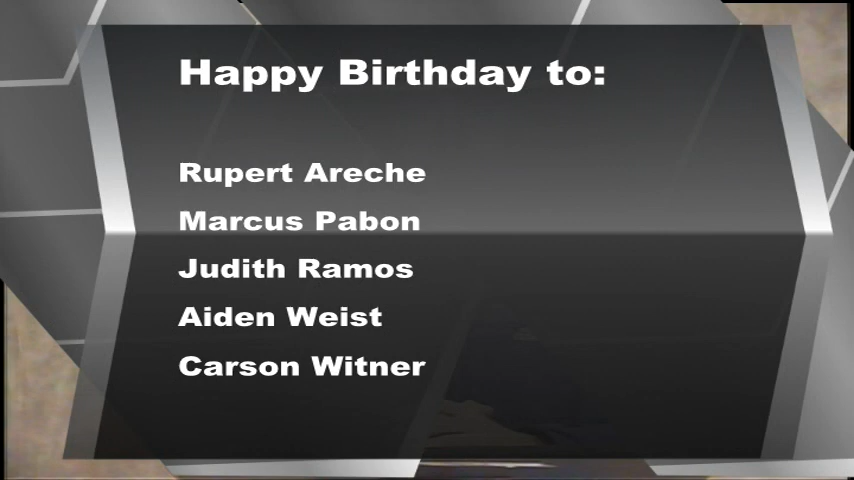 Happy Birthday to:
Rupert Areche
Marcus Pabon
Judith Ramos
Aiden Weist
Carson Witner